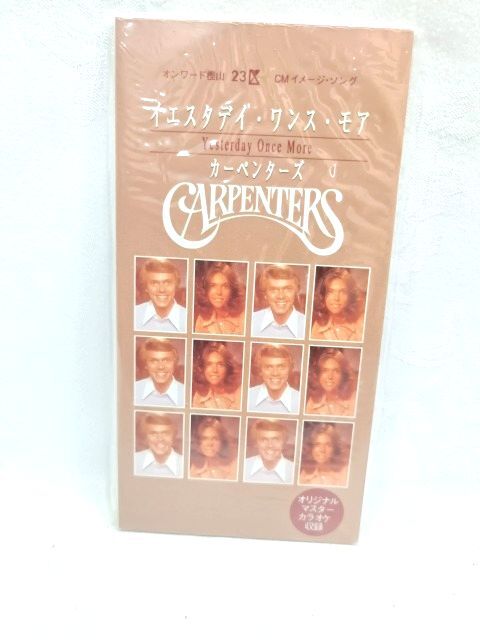 オンワード樫山 23区 CMイメージ・ソング
イエスタデイ・ワンス・モア
Yesterday Once More
カーペンターズ
CARPENTERS
オリジナル
マスター
カラオケ
収録